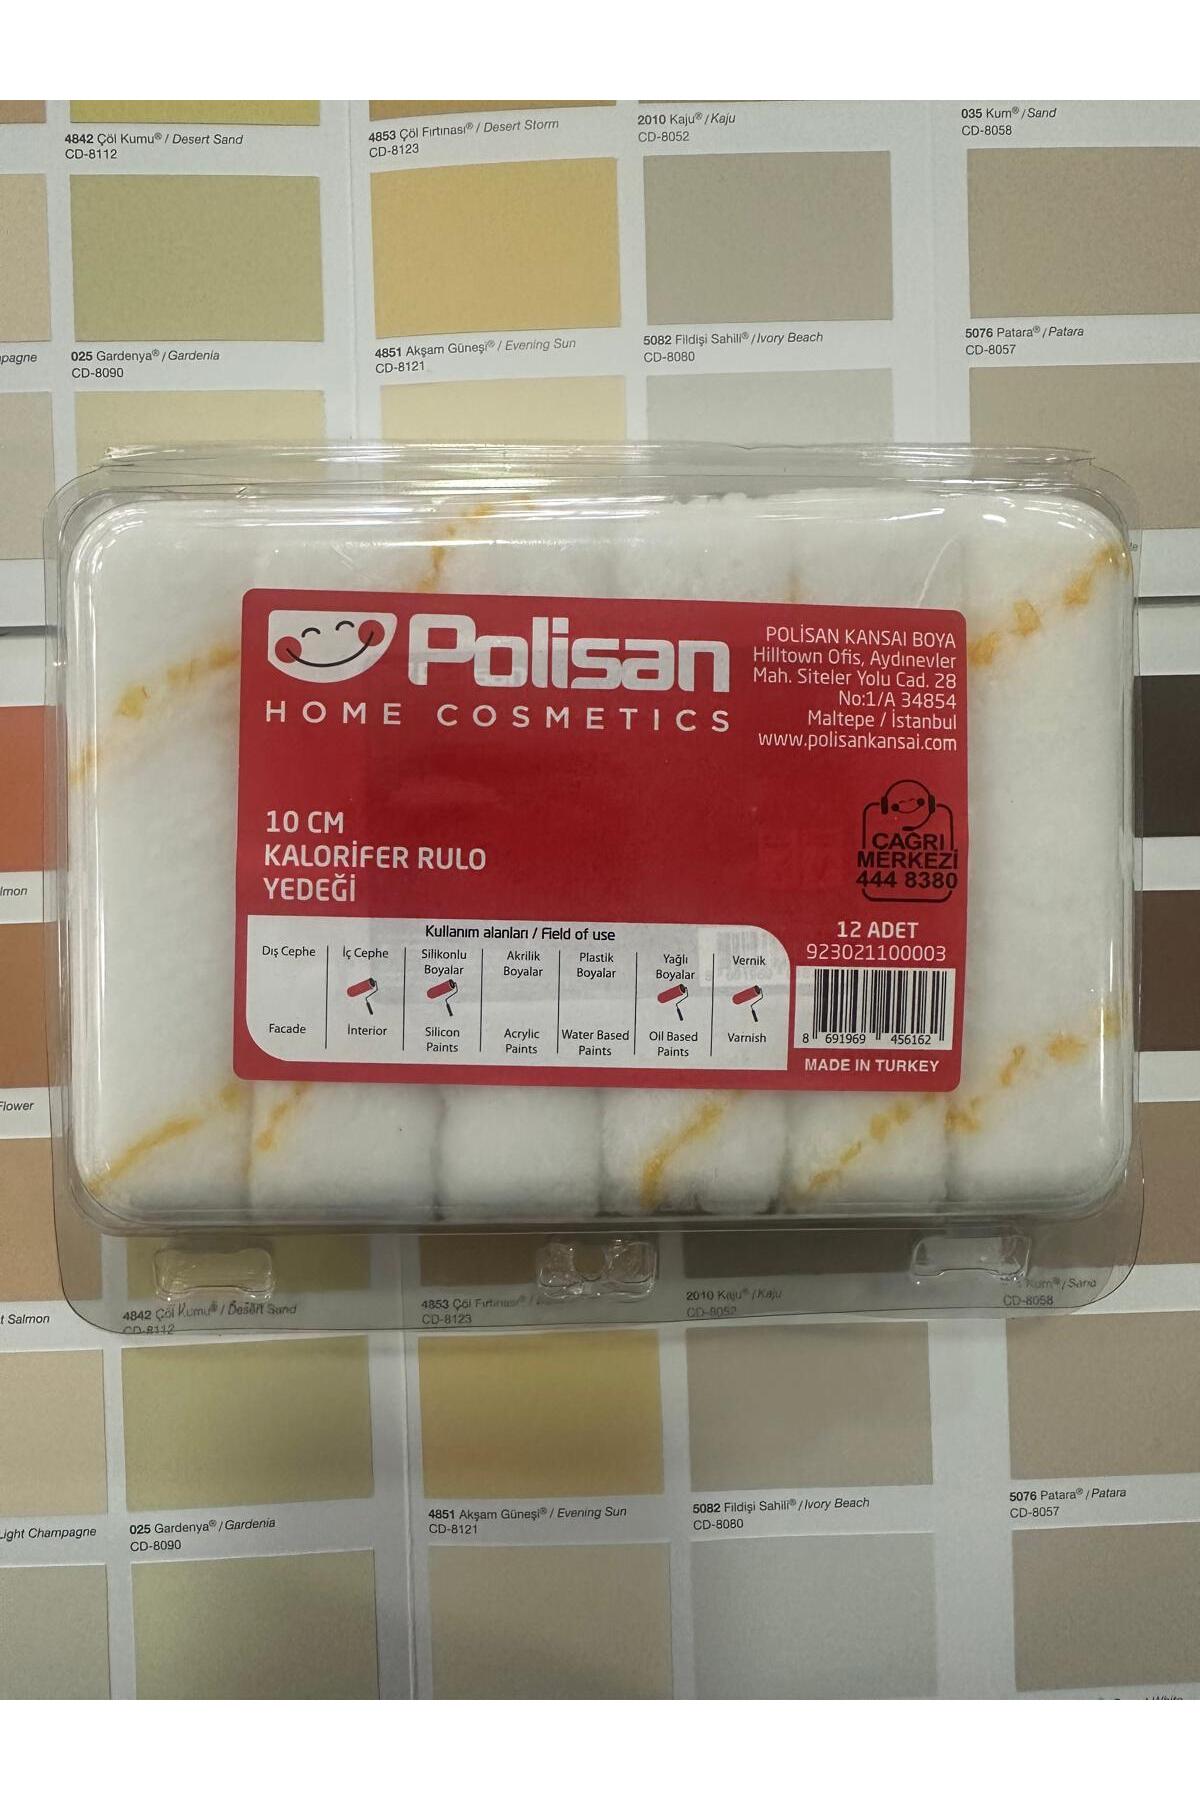 4842 Çöl Kumu® / Desert Sand
CD-8112
4853 Çöl Fırtınası® / Desert Storm
CD-8123
2010 Kaju® / Kaju
CD-8052
035 Kum® / Sand
CD-8058
025 Gardenya® / Gardenia
CD-8090
4851 Akşam Güneşi® / Evening Sun
CD-8121
5082 Fildişi Sahili® / Ivory Beach
CD-8080
5076 Patara® / Patara
CD-8057
Polisan
HOME COSMETICS
POLİSAN KANSAI BOYA
Hilltown Ofis, Aydınevler
Mah. Siteler Yolu Cad. 28
No:1/A 34854
Maltepe / İstanbul
www.polisankansai.com
10 CM
KALORİFER RULO
YEDEĞİ
ÇAĞRI
MERKEZİ
444 8380
12 ADET
923021100003
Kullanım alanları / Field of use
Dış Cephe
İç Cephe
Silikonlu
Boyalar
Akrilik
Boyalar
Plastik
Boyalar
Yağlı
Boyalar
Vernik
Facade
İnterior
Silicon
Paints
Acrylic
Paints
Water Based
Paints
Oil Based
Paints
Varnish
8 691969 456162
MADE IN TURKEY
Flower
Salmon
4842 Çöl Kumu® / Desert Sand
CD-8112
4853 Çöl Fırtınası®
CD-8123
2010 Kaju® / Kaju
CD-8052
Kum® / Sand
CD-8058
Light Champagne
025 Gardenya® / Gardenia
CD-8090
4851 Akşam Güneşi® / Evening Sun
CD-8121
5082 Fildişi Sahili® / Ivory Beach
CD-8080
5076 Patara® / Patara
CD-8057